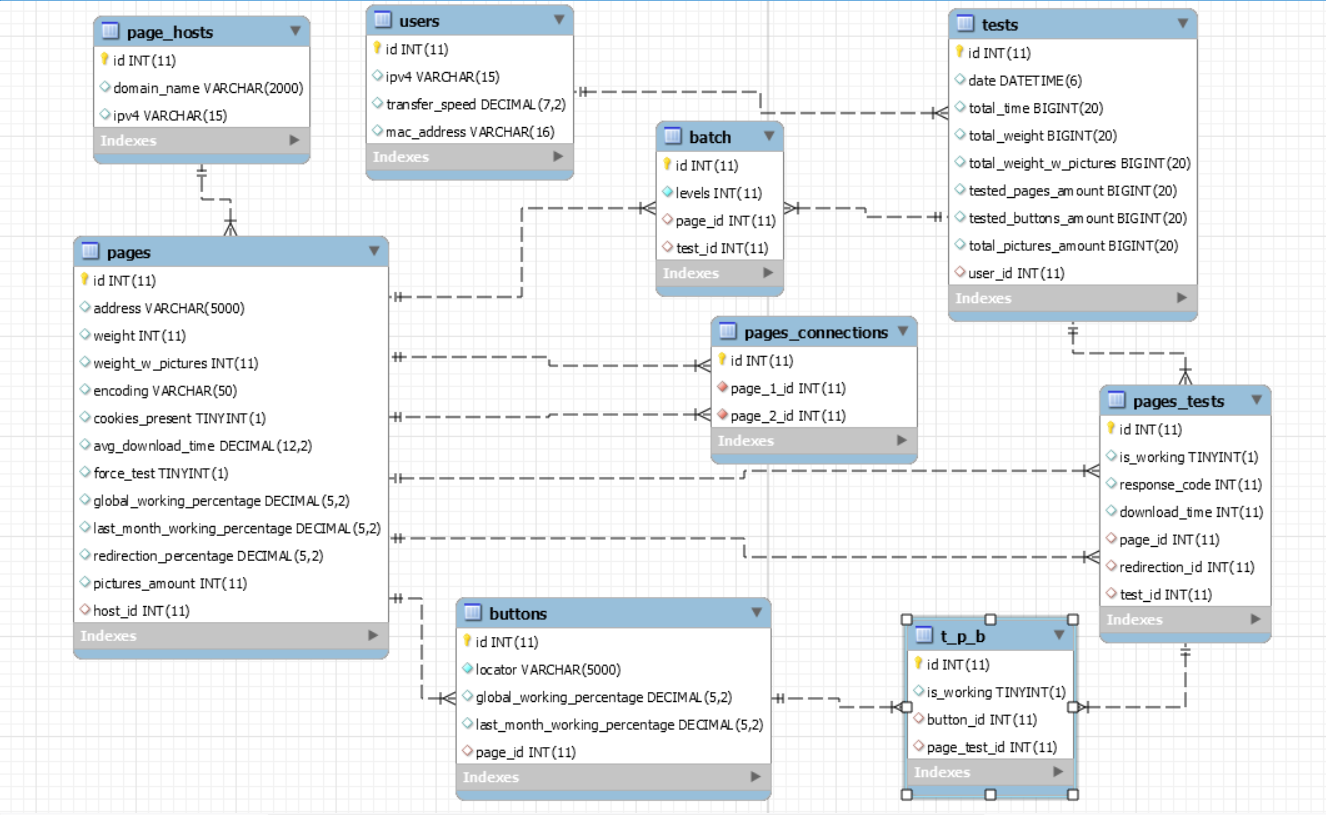 page_hosts
id INT(11)
domain_name VARCHAR(2000)
ipv4 VARCHAR(15)
Indexes
users
id INT(11)
ipv4 VARCHAR(15)
transfer_speed DECIMAL(7,2)
mac_address VARCHAR(16)
Indexes
tests
id INT(11)
date DATETIME(6)
total_time BIGINT(20)
total_weight BIGINT(20)
total_weight_w_pictures BIGINT(20)
tested_pages_amount BIGINT(20)
tested_buttons_amount BIGINT(20)
total_pictures_amount BIGINT(20)
user_id INT(11)
Indexes
batch
id INT(11)
levels INT(11)
page_id INT(11)
test_id INT(11)
Indexes
pages
id INT(11)
address VARCHAR(5000)
weight INT(11)
weight_w_pictures INT(11)
encoding VARCHAR(50)
cookies_present TINYINT(1)
avg_download_time DECIMAL(12,2)
force_test TINYINT(1)
global_working_percentage DECIMAL(5,2)
last_month_working_percentage DECIMAL(5,2)
redirection_percentage DECIMAL(5,2)
pictures_amount INT(11)
host_id INT(11)
Indexes
pages_connections
id INT(11)
page_1_id INT(11)
page_2_id INT(11)
Indexes
pages_tests
id INT(11)
is_working TINYINT(1)
response_code INT(11)
download_time INT(11)
page_id INT(11)
redirection_id INT(11)
test_id INT(11)
Indexes
buttons
id INT(11)
locator VARCHAR(5000)
global_working_percentage DECIMAL(5,2)
last_month_working_percentage DECIMAL(5,2)
page_id INT(11)
Indexes
t_p_b
id INT(11)
is_working TINYINT(1)
button_id INT(11)
page_test_id INT(11)
Indexes